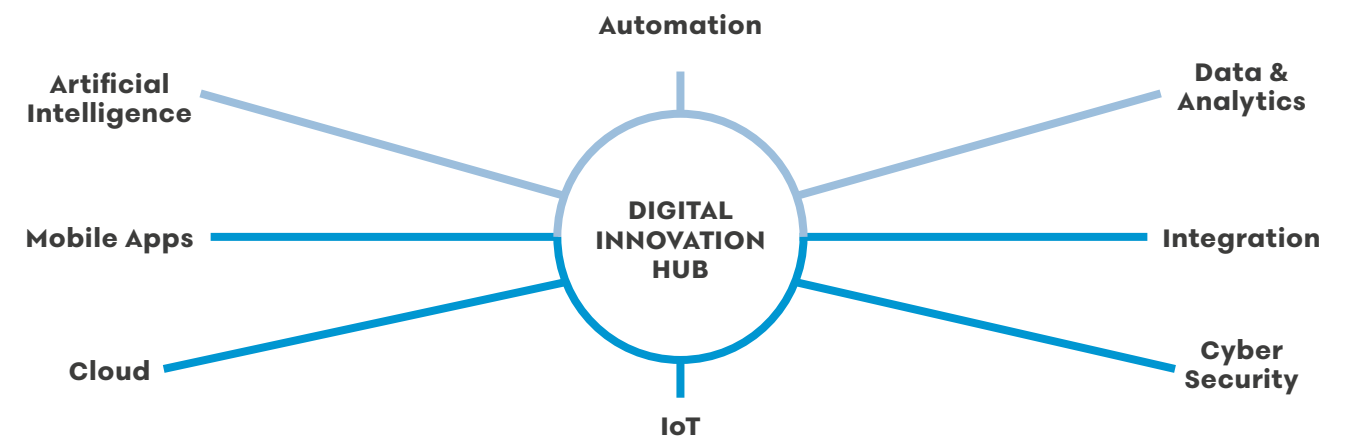 Automation
Artificial
Intelligence
Data &
Analytics
DIGITAL
INNOVATION
HUB
Mobile Apps
Integration
Cloud
Cyber
Security
IoT